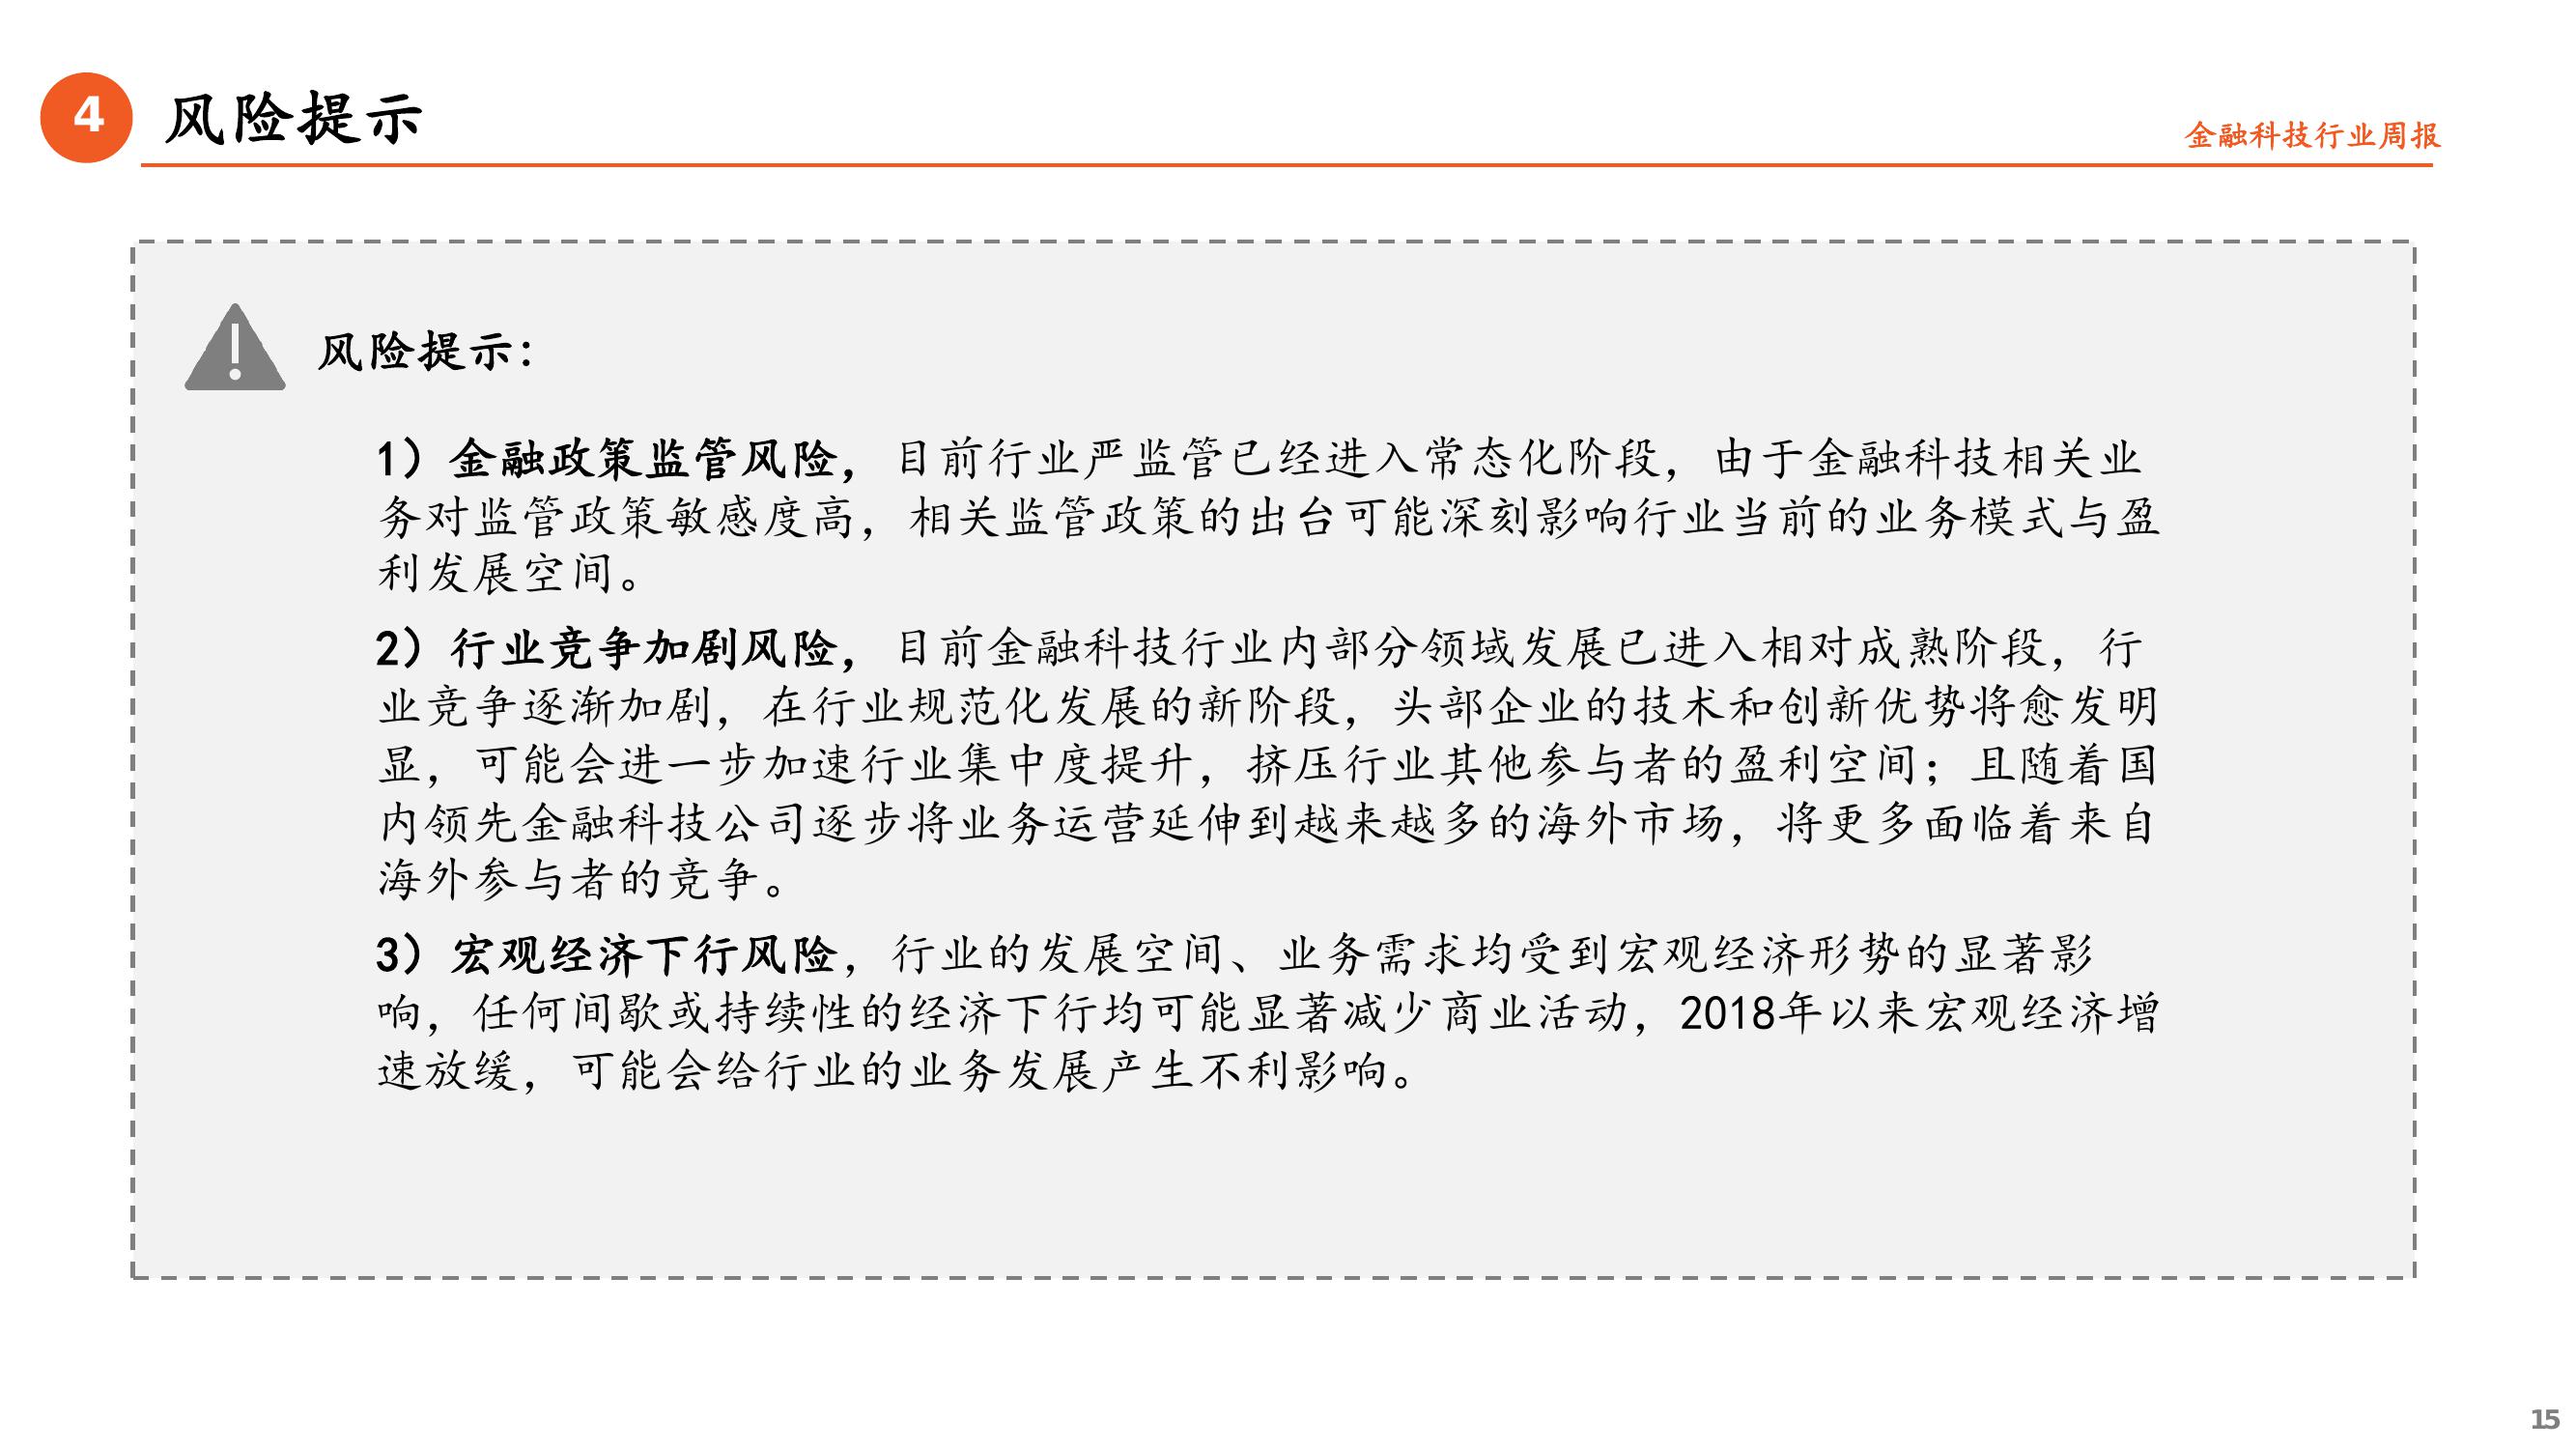 4
风险提示
金融科技行业周报
风险提示：
1）金融政策监管风险，目前行业严监管已经进入常态化阶段，由于金融科技相关业
务对监管政策敏感度高，相关监管政策的出台可能深刻影响行业当前的业务模式与盈
利发展空间。
2）行业竞争加剧风险，目前金融科技行业内部分领域发展已进入相对成熟阶段，行
业竞争逐渐加剧，在行业规范化发展的新阶段，头部企业的技术和创新优势将愈发明
显，可能会进一步加速行业集中度提升，挤压行业其他参与者的盈利空间；且随着国
内领先金融科技公司逐步将业务运营延伸到越来越多的海外市场，将更多面临着来自
海外参与者的竞争。
3）宏观经济下行风险，行业的发展空间、业务需求均受到宏观经济形势的显著影
响，任何间歇或持续性的经济下行均可能显著减少商业活动，2018年以来宏观经济增
速放缓，可能会给行业的业务发展产生不利影响。
15